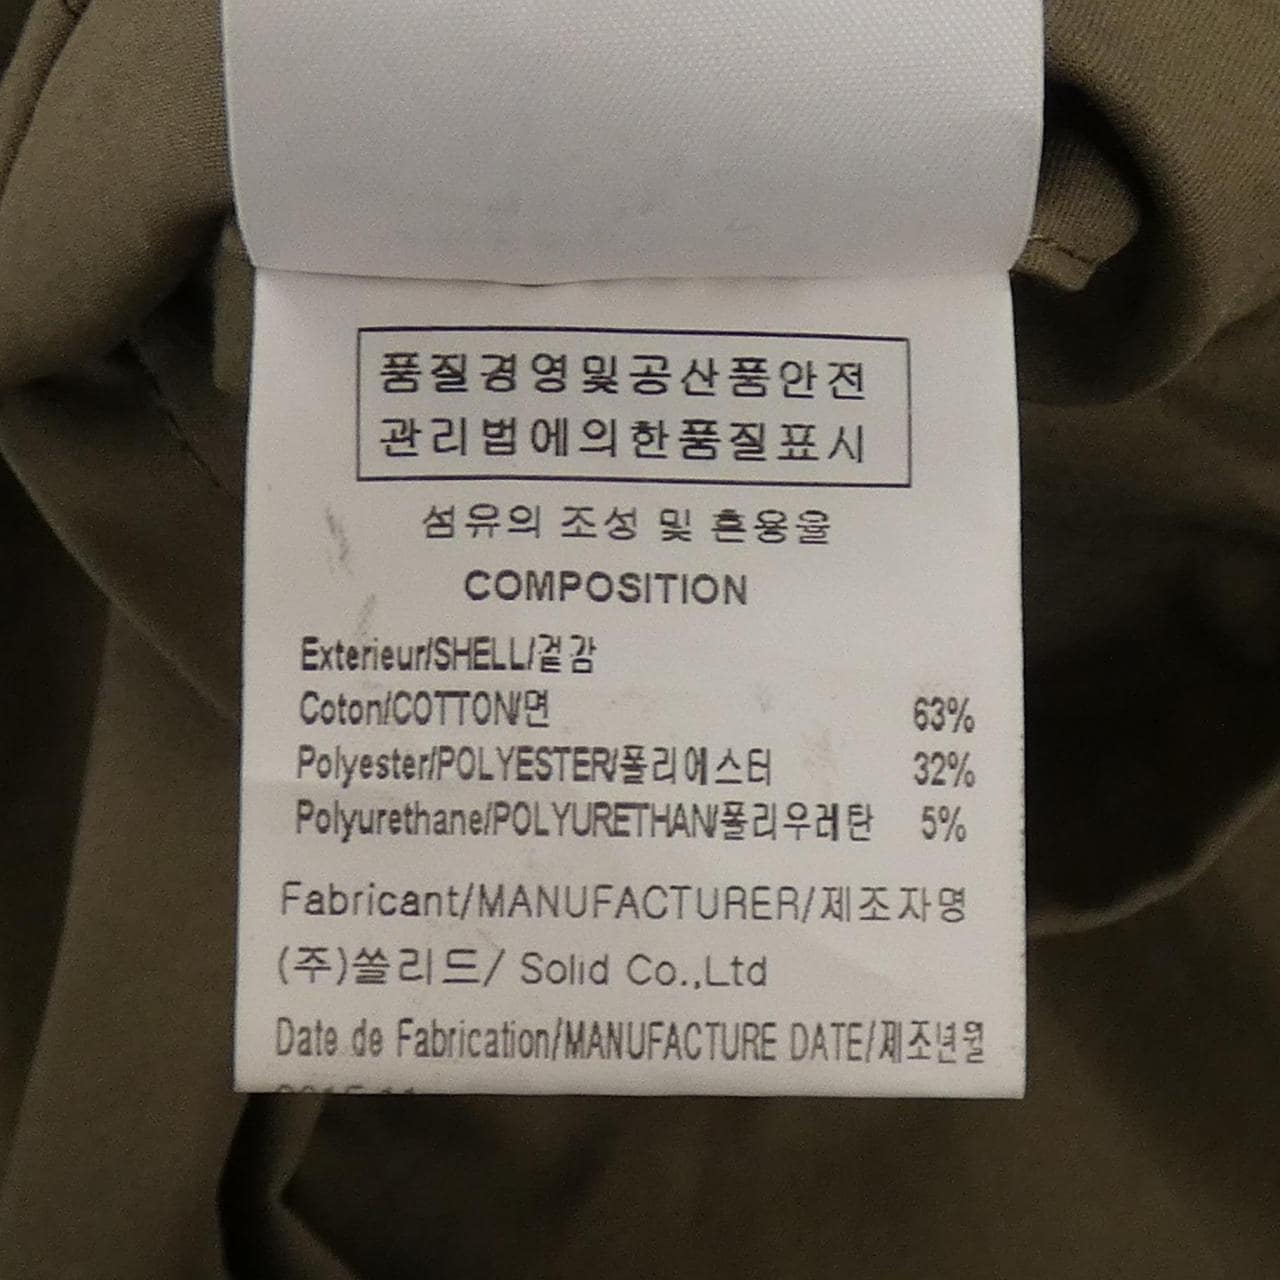 품질경영및공산품안전
관리법에의한품질표시
섬유의 조성 및 혼용율
COMPOSITION
Exterieur/SHELL/겉감
Coton/COTTON/면 63%
Polyester/POLYESTER/폴리에스터 32%
Polyurethane/POLYURETHAN/폴리우레탄 5%
Fabricant/MANUFACTURER/제조자명
(주)쏠리드/ Solid Co.,Ltd
Date de Fabrication/MANUFACTURE DATE/제조년월